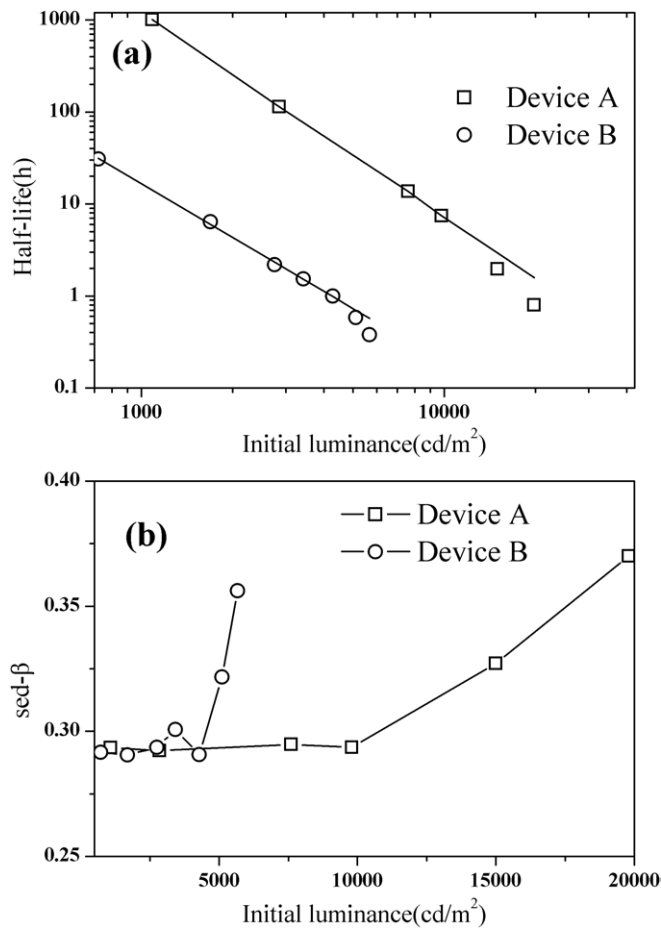 (a)
Device A
Device B
1000
100
10
1
0.1
Half-life(h)
1000
10000
Initial luminance(cd/m²)
(b)
Device A
Device B
0.40
0.35
0.30
0.25
sed-β
5000
10000
15000
20000
Initial luminance(cd/m²)